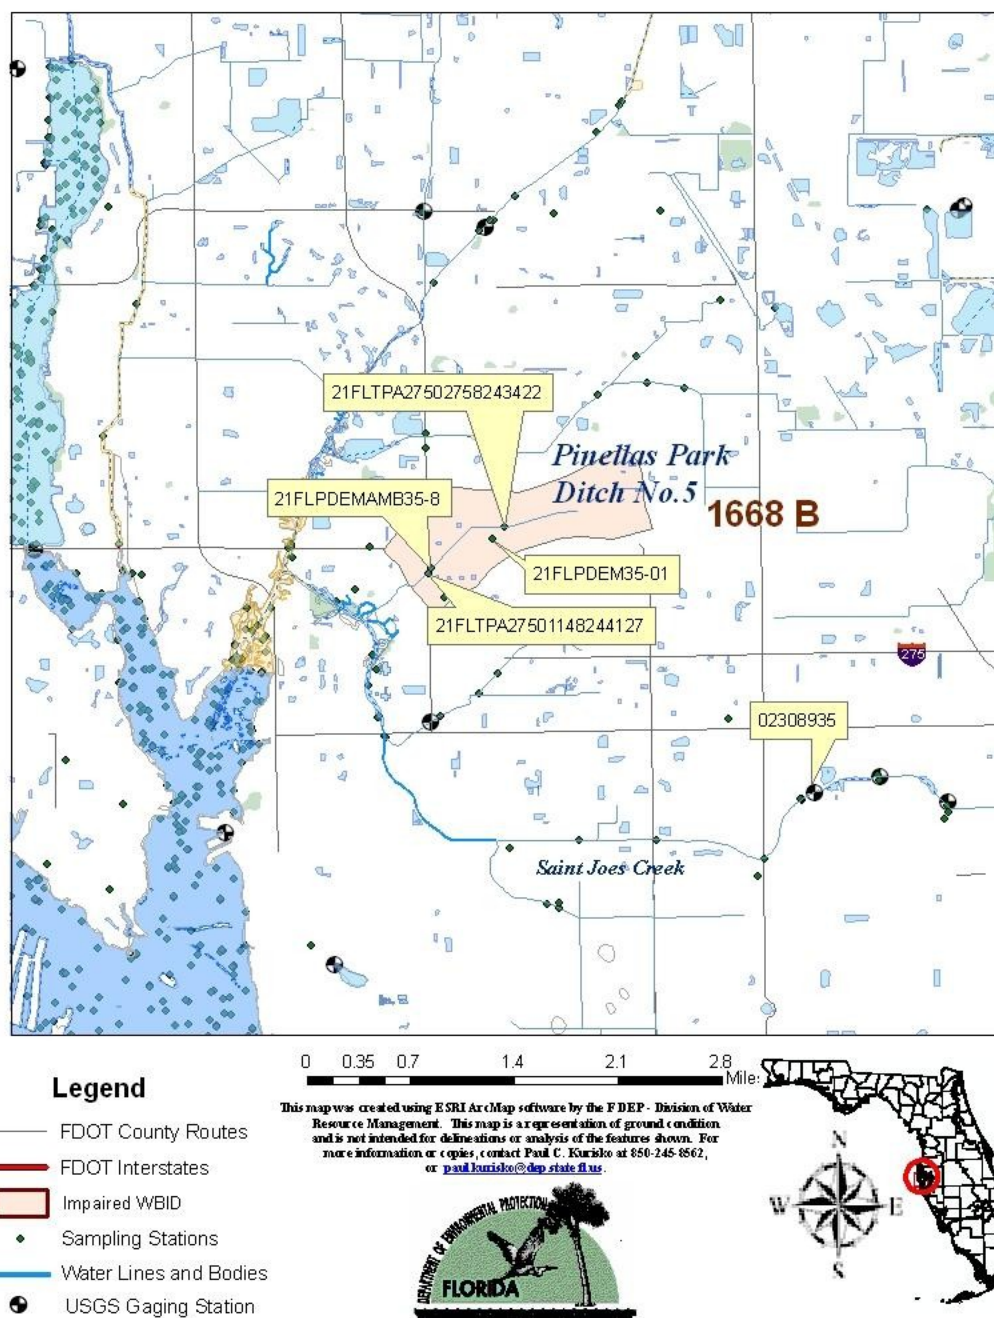 21FLTPA27502758243422
Pinellas Park
Ditch No.5
1668 B
21FLPDEMAMB35-8
21FLPDEM35-01
21FLTPA27501148244127
275
02308935
Saint Joes Creek
0 0.35 0.7 1.4 2.1 2.8
Miles
Legend
FDOT County Routes
FDOT Interstates
Impaired WBID
Sampling Stations
Water Lines and Bodies
USGS Gaging Station
This map was created using ESRI ArcMap software by the FDEP - Division of Water
Resource Management. This map is a representation of ground condition
and is not intended for delineations or analysis of the features shown. For
more information or copies, contact Paul C. Kurisko at 850-245-8562,
or paul.kurisko@dep.state.fl.us.
DEPARTMENT OF ENVIRONMENTAL PROTECTION
FLORIDA
N
W E
S